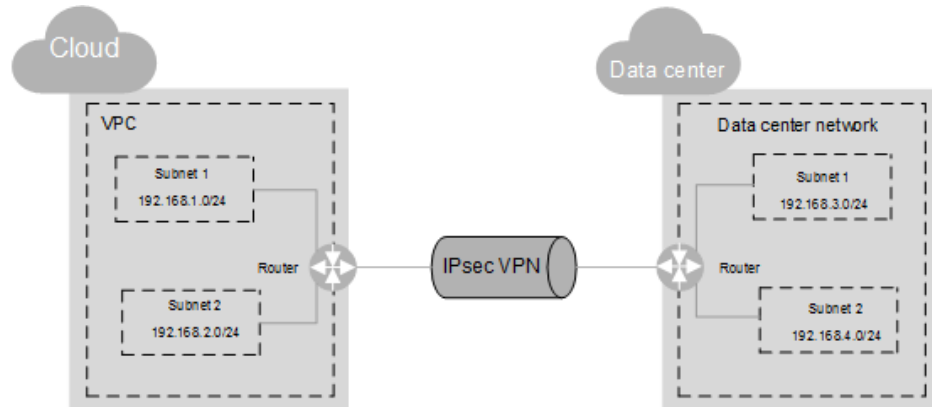 Cloud
VPC
Subnet 1
192.168.1.0/24
Router
Subnet 2
192.168.2.0/24
IPsec VPN
Data center
Data center network
Subnet 1
192.168.3.0/24
Router
Subnet 2
192.168.4.0/24